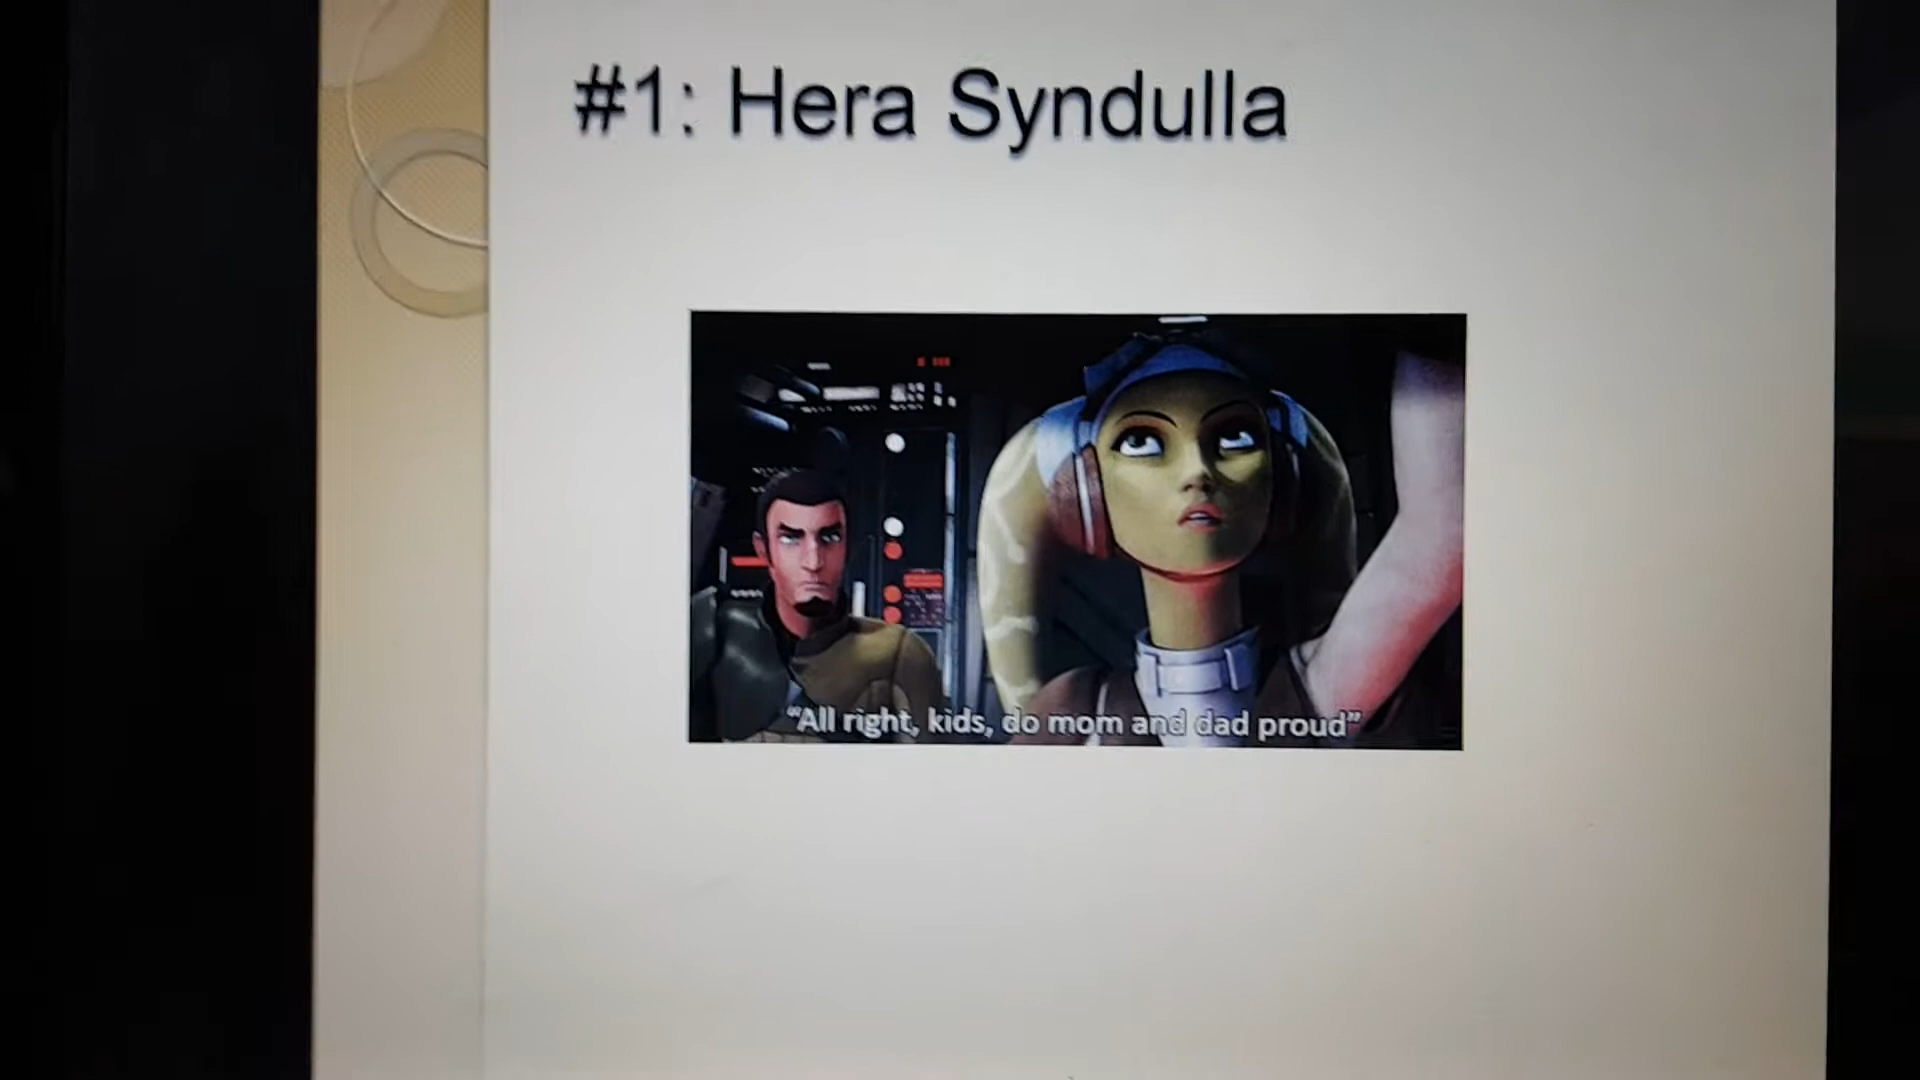 #1: Hera Syndulla
“All right, kids, do mom and dad proud”